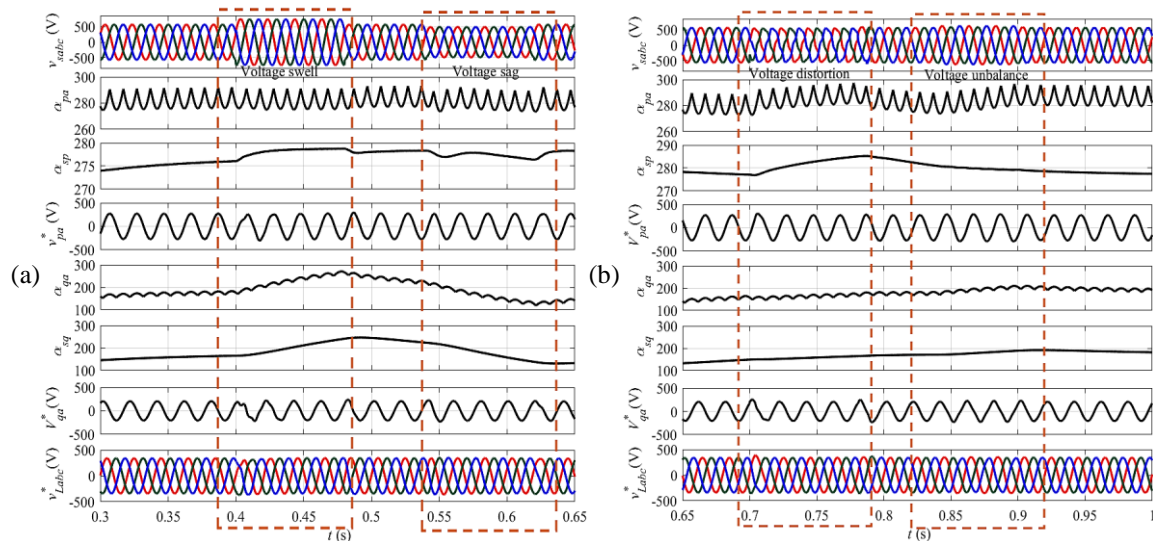 v_sabc (V)
500
0
-500
Voltage swell
Voltage sag
α_pa
300
280
260
α_sp
280
275
270
v*_pa (V)
500
0
-500
(a)
α_qa
300
200
100
α_sq
300
200
100
V*_qa (V)
500
0
-500
v*_Labc (V)
500
0
-500
0.3
0.35
0.4
0.45
0.5
0.55
0.6
0.65
t (s)
v_sabc (V)
500
0
-500
Voltage distortion
Voltage unbalance
α_pa
300
280
260
α_sp
290
280
270
V*_pa (V)
500
0
-500
(b)
α_qa
300
200
100
α_sq
300
200
100
V*_qa (V)
500
0
-500
v*_Labc (V)
500
0
-500
0.65
0.7
0.75
0.8
0.85
0.9
0.95
1
t (s)